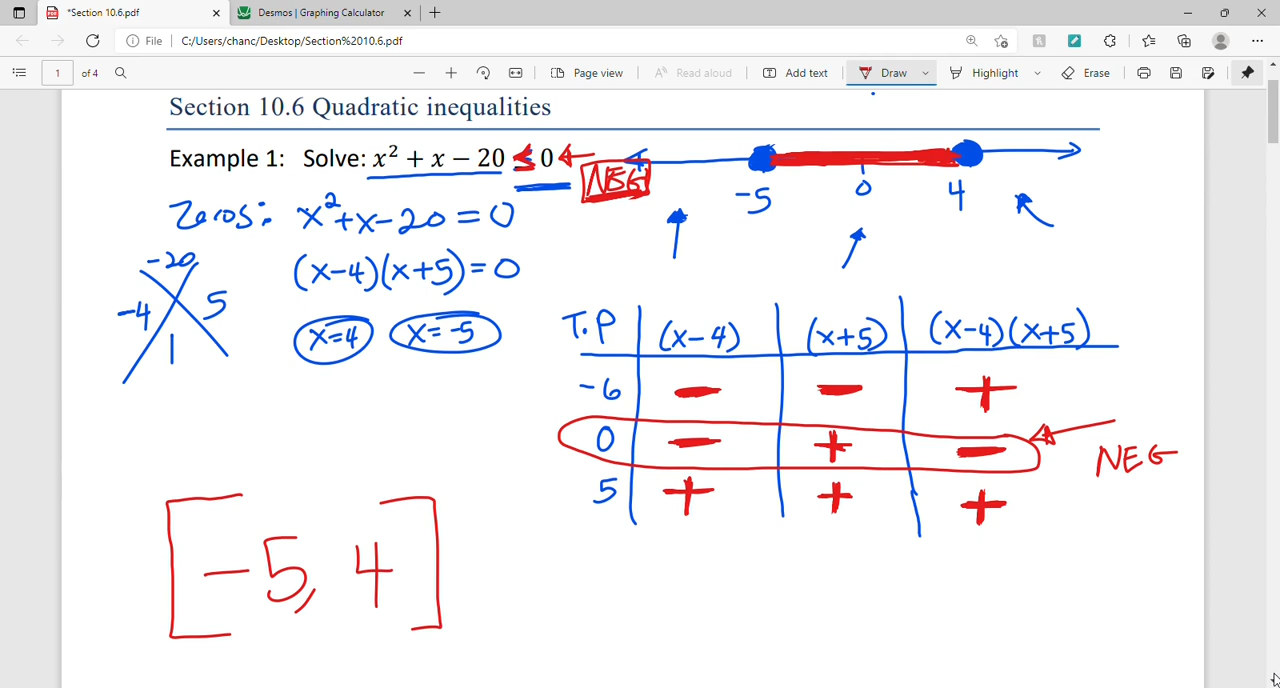 *Section 10.6.pdf
Desmos | Graphing Calculator
File
C:/Users/chanc/Desktop/Section%2010.6.pdf
1 of 4
Page view
Read aloud
Add text
Draw
Highlight
Erase
Section 10.6 Quadratic inequalities
Example 1: Solve: x² + x − 20 ≤ 0
NEG
-5 0 4
Zeros: x²+x-20=0
-20
-4 5
1
(x-4)(x+5)=0
x=4 x=-5
T.P (x-4) (x+5) (x-4)(x+5)
-6 - - +
0 - + -
NEG
5 + + +
[-5, 4]